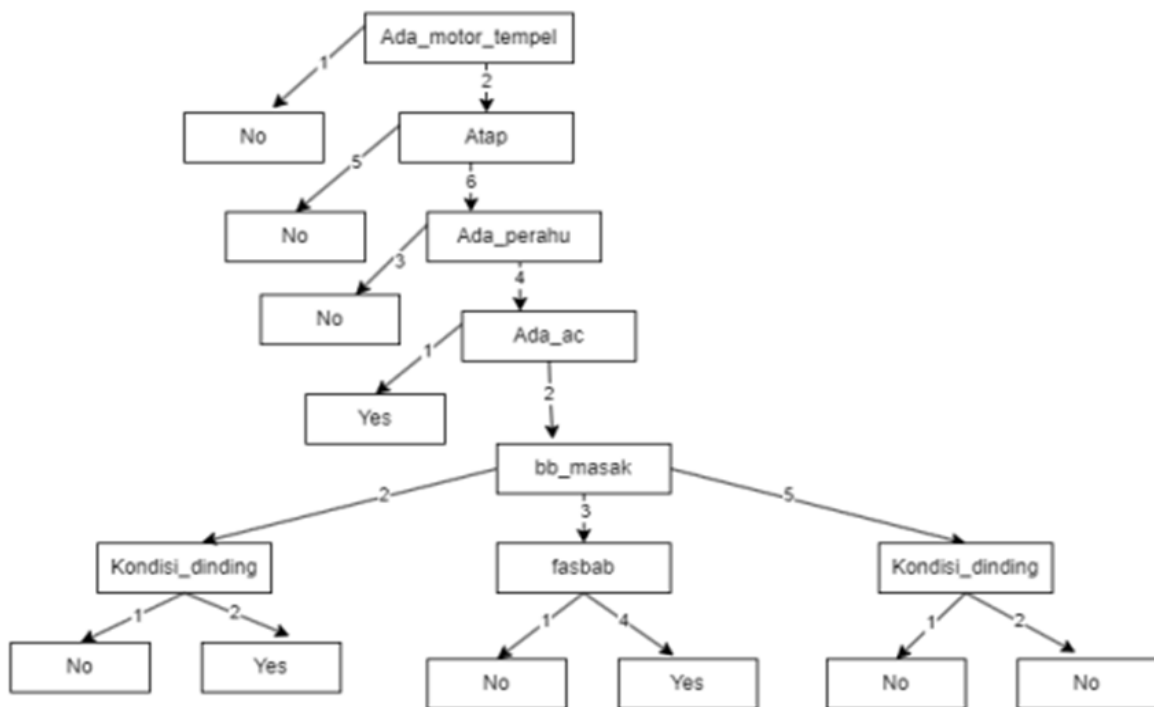 Ada_motor_tempel
1
2
No
Atap
5
6
No
Ada_perahu
3
4
No
Ada_ac
1
2
Yes
bb_masak
2
3
5
Kondisi_dinding
fasbab
Kondisi_dinding
1
2
1
4
1
2
No
Yes
No
Yes
No
No